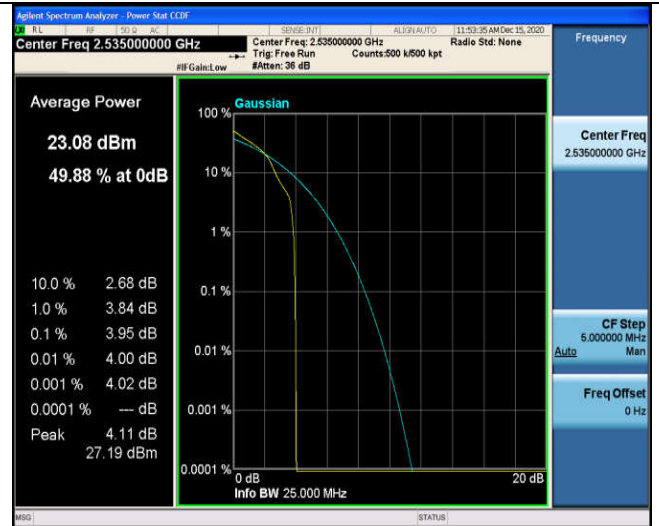 Agilent Spectrum Analyzer - Power Stat CCDF
RL RF 50 Ω AC SENSE:INT ALIGN AUTO 11:53:35 AM Dec 15, 2020
Center Freq 2.535000000 GHz
Center Freq: 2.535000000 GHz Radio Std: None
Trig: Free Run Counts:500 k/500 kpt
#IFGain:Low #Atten: 36 dB
Frequency
Average Power
23.08 dBm
49.88 % at 0dB
10.0 % 2.68 dB
1.0 % 3.84 dB
0.1 % 3.95 dB
0.01 % 4.00 dB
0.001 % 4.02 dB
0.0001 % --- dB
Peak 4.11 dB
27.19 dBm
Gaussian
100 %
10 %
1 %
0.1 %
0.01 %
0.001 %
0.0001 %
0 dB 20 dB
Info BW 25.000 MHz
Center Freq
2.535000000 GHz
CF Step
5.000000 MHz
Auto Man
Freq Offset
0 Hz
MSG STATUS